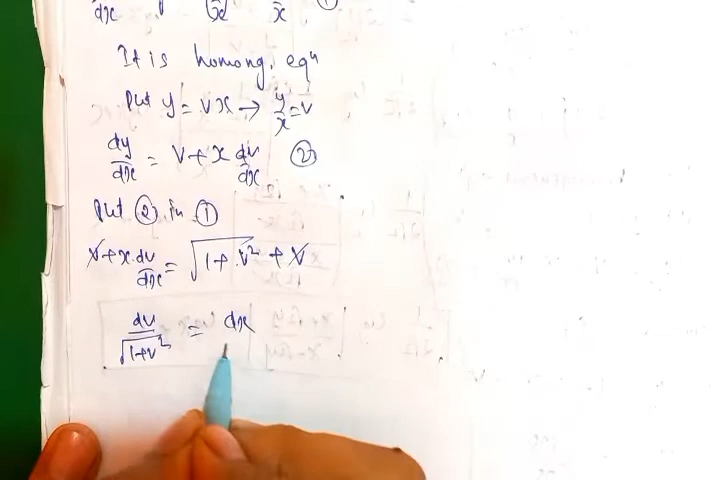 dx
It is homong. eqn
Put y = vx → y/x = v
dy/dx = v + x dv/dx ②
Put ② in ①
v + x. dv/dx = √1+v² + v
dv/√1+v² = dx